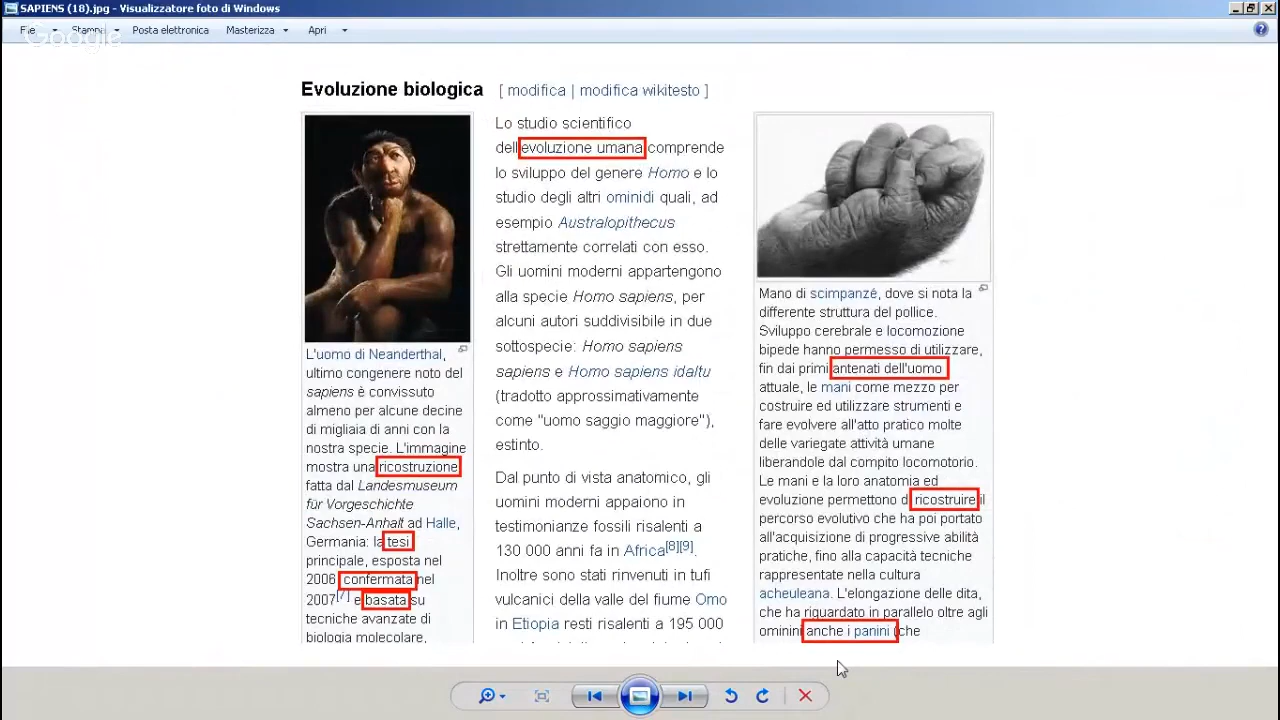 SAPIENS (18).jpg - Visualizzatore foto di Windows
File Stampa Posta elettronica Masterizza Apri
Google
Evoluzione biologica [ modifica | modifica wikitesto ]
L'uomo di Neanderthal,
ultimo congenere noto del
sapiens è convissuto
almeno per alcune decine
di migliaia di anni con la
nostra specie. L'immagine
mostra una ricostruzione
fatta dal Landesmuseum
für Vorgeschichte
Sachsen-Anhalt ad Halle,
Germania: la tesi
principale, esposta nel
2006 confermata nel
2007[7] e basata su
tecniche avanzate di
biologia molecolare,
Lo studio scientifico
dell'evoluzione umana comprende
lo sviluppo del genere Homo e lo
studio degli altri ominidi quali, ad
esempio Australopithecus
strettamente correlati con esso.
Gli uomini moderni appartengono
alla specie Homo sapiens, per
alcuni autori suddivisibile in due
sottospecie: Homo sapiens
sapiens e Homo sapiens idaltu
(tradotto approssimativamente
come "uomo saggio maggiore"),
estinto.
Dal punto di vista anatomico, gli
uomini moderni appaiono in
testimonianze fossili risalenti a
130 000 anni fa in Africa[8][9].
Inoltre sono stati rinvenuti in tufi
vulcanici della valle del fiume Omo
in Etiopia resti risalenti a 195 000
Mano di scimpanzé, dove si nota la
differente struttura del pollice.
Sviluppo cerebrale e locomozione
bipede hanno permesso di utilizzare,
fin dai primi antenati dell'uomo
attuale, le mani come mezzo per
costruire ed utilizzare strumenti e
fare evolvere all'atto pratico molte
delle variegate attività umane
liberandole dal compito locomotorio.
Le mani e la loro anatomia ed
evoluzione permettono di ricostruire il
percorso evolutivo che ha poi portato
all'acquisizione di progressive abilità
pratiche, fino alla capacità tecniche
rappresentate nella cultura
acheuleana. L'elongazione delle dita,
che ha riguardato in parallelo oltre agli
ominini anche i panini (che